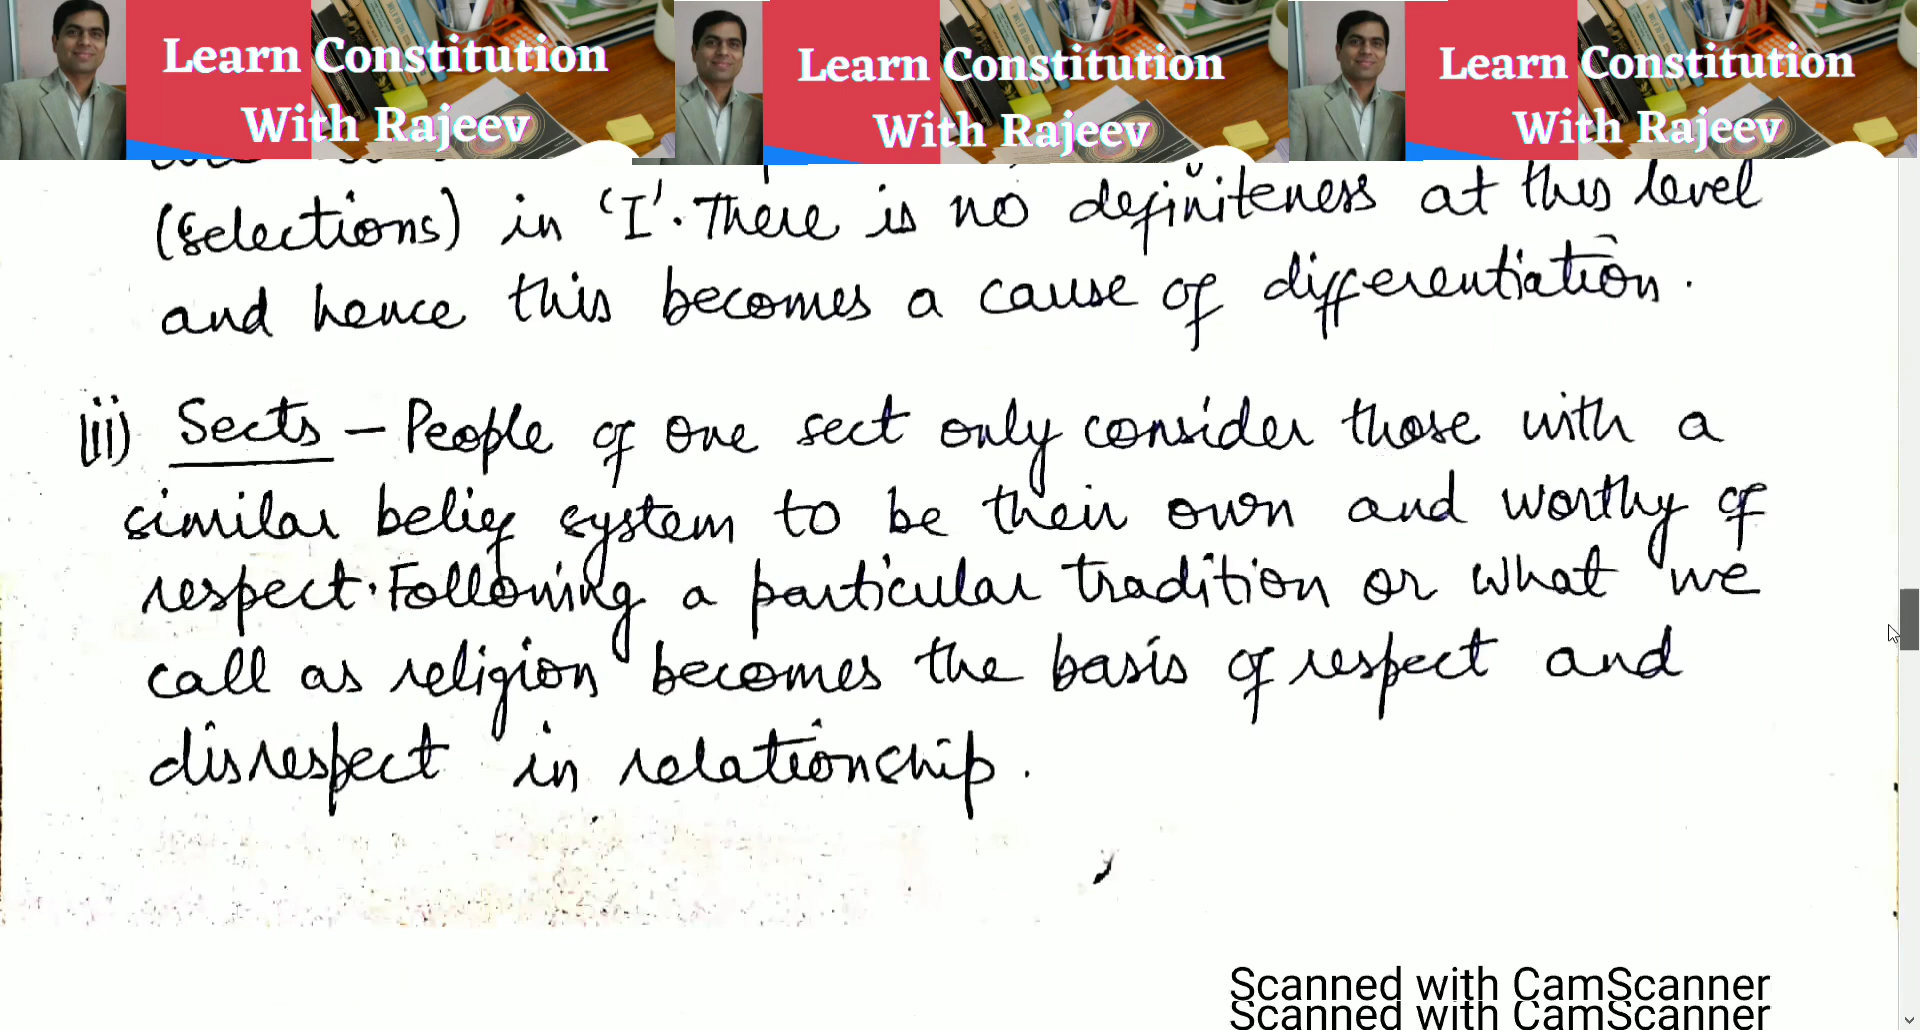 Learn Constitution
With Rajeev
Learn Constitution
With Rajeev
Learn Constitution
With Rajeev
(selections) in 'I'. There is no definiteness at this level
and hence this becomes a cause of differentiation.
(ii) Sects – People of one sect only consider those with a
similar belief system to be their own and worthy of
respect. Following a particular tradition or what we
call as religion becomes the basis of respect and
disrespect in relationship.
Scanned with CamScanner
Scanned with CamScanner